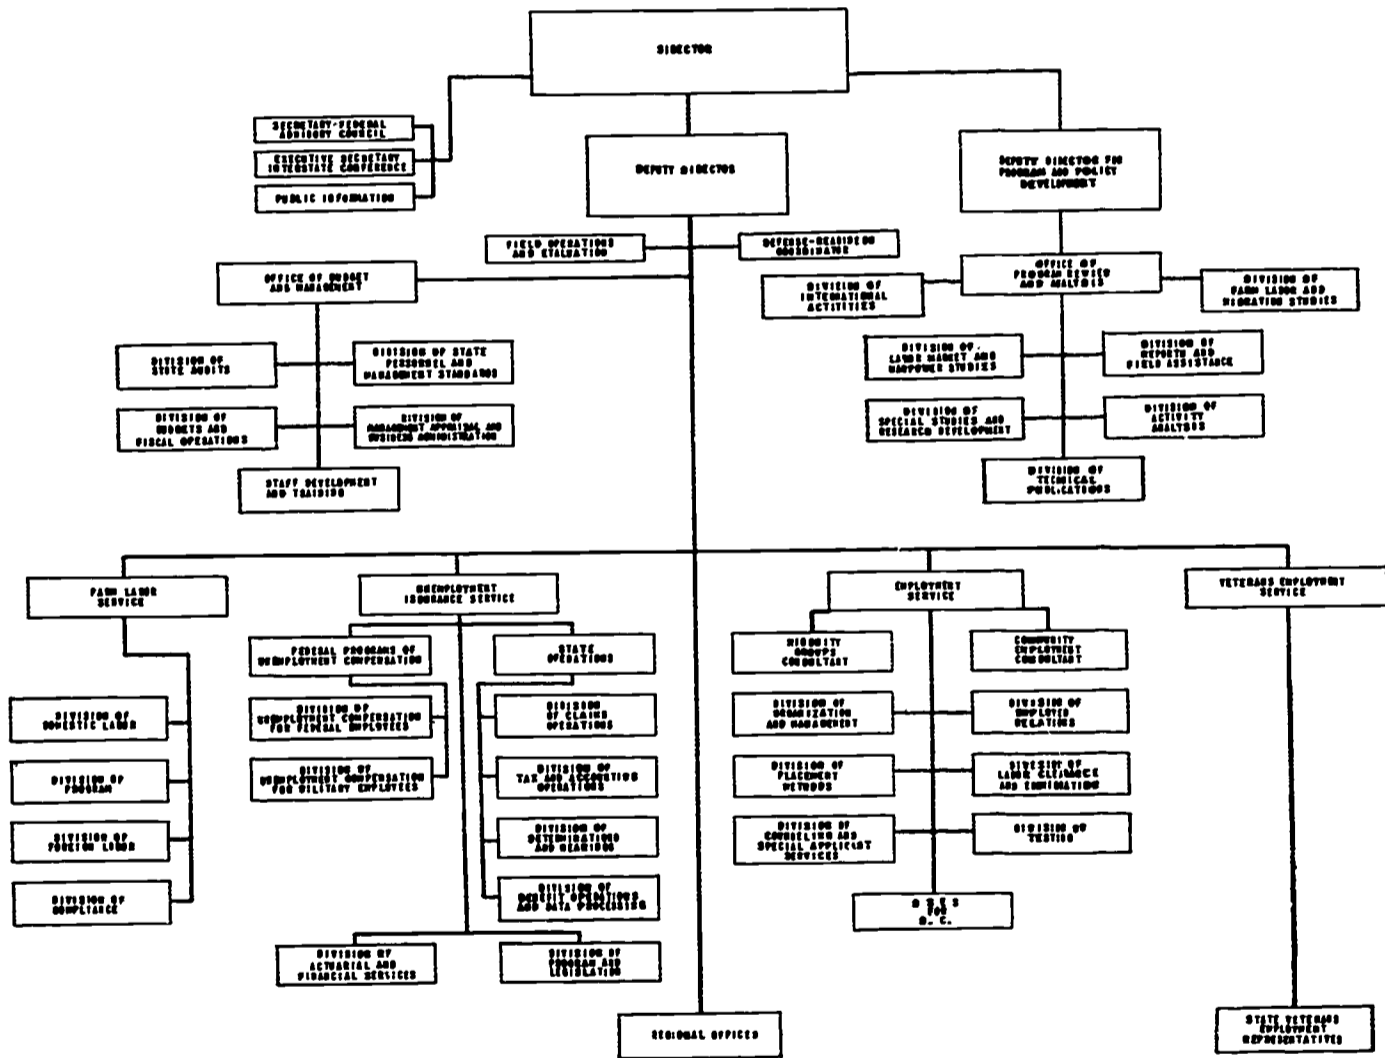 DIRECTOR
SECRETARY-FEDERAL
ADVISORY COUNCIL
EXECUTIVE SECRETARY
INTERSTATE CONFERENCE
PUBLIC INFORMATION
DEPUTY DIRECTOR
DEPUTY DIRECTOR FOR
PROGRAM AND POLICY
DEVELOPMENT
FIELD OPERATIONS
AND EVALUATION
DEFENSE-READINESS
COORDINATOR
OFFICE OF BUDGET
AND MANAGEMENT
DIVISION OF
INTERNATIONAL
ACTIVITIES
OFFICE OF
PROGRAM REVIEW
AND ANALYSIS
DIVISION OF
FARM LABOR AND
MIGRATION STUDIES
DIVISION OF
STATE AUDITS
DIVISION OF STATE
PERSONNEL AND
MANAGEMENT STANDARDS
DIVISION OF
LABOR MARKET AND
MANPOWER STUDIES
DIVISION OF
REPORTS AND
FIELD ASSISTANCE
DIVISION OF
BUDGETS AND
FISCAL OPERATIONS
DIVISION OF
MANAGEMENT APPRAISAL AND
BUSINESS ADMINISTRATION
DIVISION OF
SPECIAL STUDIES AND
RESEARCH DEVELOPMENT
DIVISION OF
ACTIVITY
ANALYSIS
STAFF DEVELOPMENT
AND TRAINING
DIVISION OF
TECHNICAL
PUBLICATIONS
FARM LABOR
SERVICE
UNEMPLOYMENT
INSURANCE SERVICE
EMPLOYMENT
SERVICE
VETERANS EMPLOYMENT
SERVICE
FEDERAL PROGRAMS OF
UNEMPLOYMENT COMPENSATION
STATE
OPERATIONS
MINORITY
GROUPS
CONSULTANT
COMMUNITY
EMPLOYMENT
CONSULTANT
DIVISION OF
DOMESTIC LABOR
DIVISION OF
UNEMPLOYMENT COMPENSATION
FOR FEDERAL EMPLOYEES
DIVISION
OF CLAIMS
OPERATIONS
DIVISION OF
ORGANIZATION
AND MANAGEMENT
DIVISION OF
EMPLOYER
RELATIONS
DIVISION OF
PROGRAM
DIVISION OF
UNEMPLOYMENT COMPENSATION
FOR MILITARY EMPLOYEES
DIVISION OF
TAX AND ACCOUNTING
OPERATIONS
DIVISION OF
PLACEMENT
METHODS
DIVISION OF
LABOR CLEARANCE
AND
DIVISION OF
FOREIGN LABOR
DIVISION OF
DETERMINATIONS
AND HEARINGS
DIVISION OF
COUNSELING AND
SPECIAL APPLICANT
SERVICES
DIVISION OF
TESTING
DIVISION OF
COMPLIANCE
DIVISION OF
BENEFIT OPERATIONS
AND DATA PROCESSING
U S E S
FOR
D. C.
DIVISION OF
ACTUARIAL AND
FINANCIAL SERVICES
DIVISION OF
PROGRAM AND
LEGISLATION
REGIONAL OFFICES
STATE VETERANS
EMPLOYMENT
REPRESENTATIVES